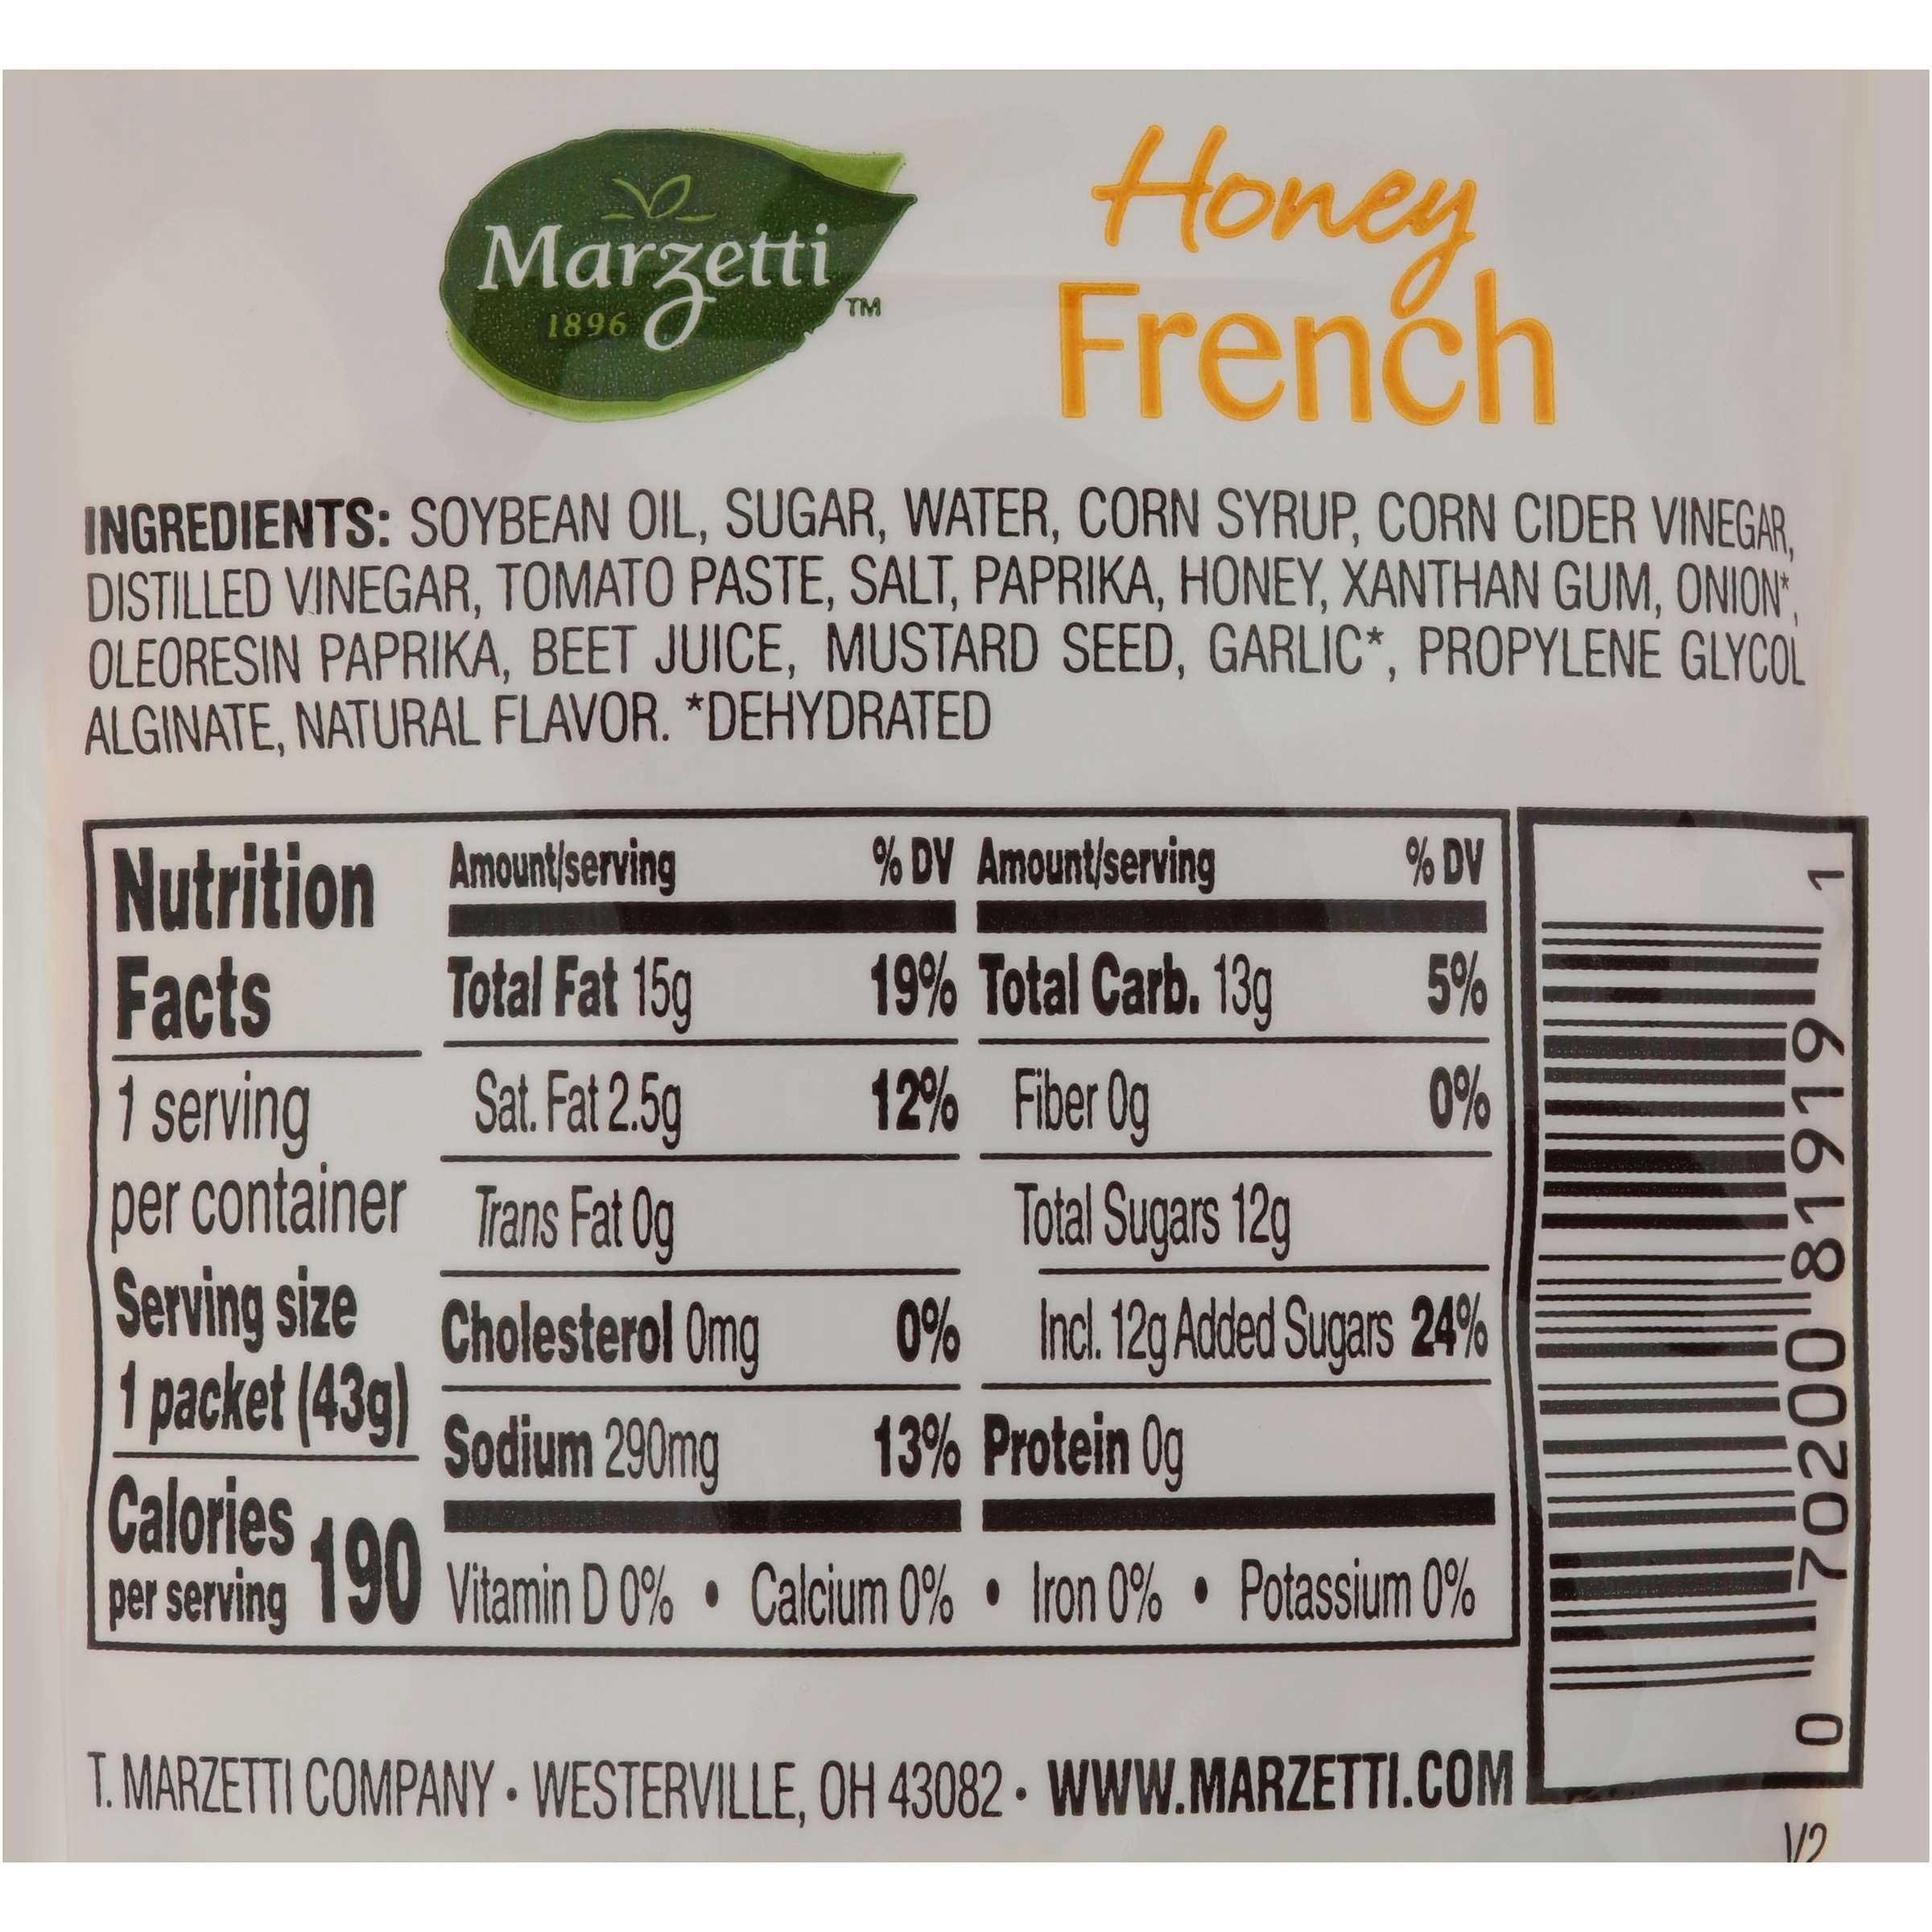 Marzetti
1896
TM
Honey
French
INGREDIENTS: SOYBEAN OIL, SUGAR, WATER, CORN SYRUP, CORN CIDER VINEGAR,
DISTILLED VINEGAR, TOMATO PASTE, SALT, PAPRIKA, HONEY, XANTHAN GUM, ONION*,
OLEORESIN PAPRIKA, BEET JUICE, MUSTARD SEED, GARLIC*, PROPYLENE GLYCOL
ALGINATE, NATURAL FLAVOR. *DEHYDRATED
Nutrition
Facts
1 serving
per container
Serving size
1 packet (43g)
Calories
per serving 190
Amount/serving % DV
Total Fat 15g 19%
Sat. Fat 2.5g 12%
Trans Fat 0g
Cholesterol 0mg 0%
Sodium 290mg 13%
Amount/serving % DV
Total Carb. 13g 5%
Fiber 0g 0%
Total Sugars 12g
Incl. 12g Added Sugars 24%
Protein 0g
Vitamin D 0% • Calcium 0% • Iron 0% • Potassium 0%
0 70200 81919 1
T. MARZETTI COMPANY • WESTERVILLE, OH 43082 • WWW.MARZETTI.COM
V2